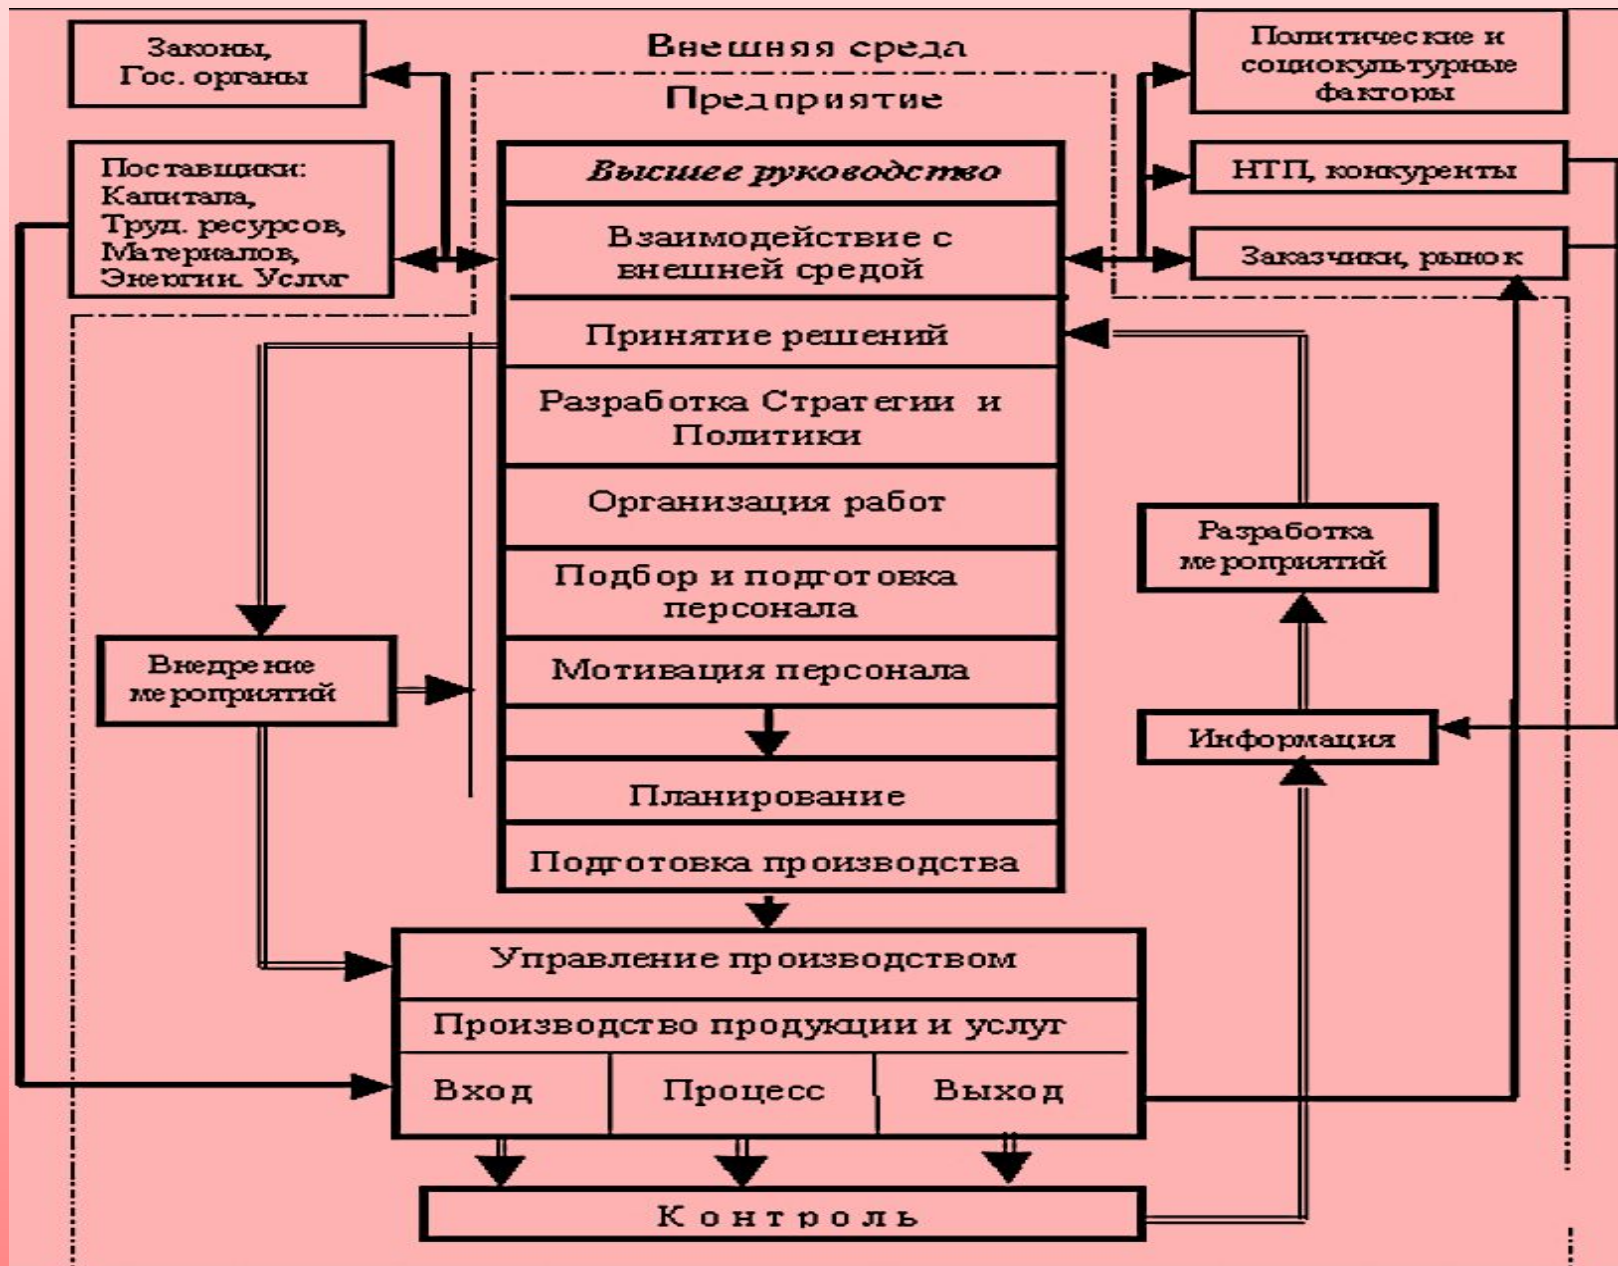 Законы,
Гос. органы
Внешняя среда
Предприятие
Политические и
социокультурные
факторы
Поставщики:
Капитала,
Труд. ресурсов,
Материалов,
Энергии. Услуг
Высшее руководство
НТП, конкуренты
Взаимодействие с
внешней средой
Заказчики, рынок
Принятие решений
Разработка Стратегии и
Политики
Организация работ
Разработка
мероприятий
Подбор и подготовка
персонала
Внедрение
мероприятий
Мотивация персонала
Информация
Планирование
Подготовка производства
Управление производством
Производство продукции и услуг
Вход
Процесс
Выход
Контроль